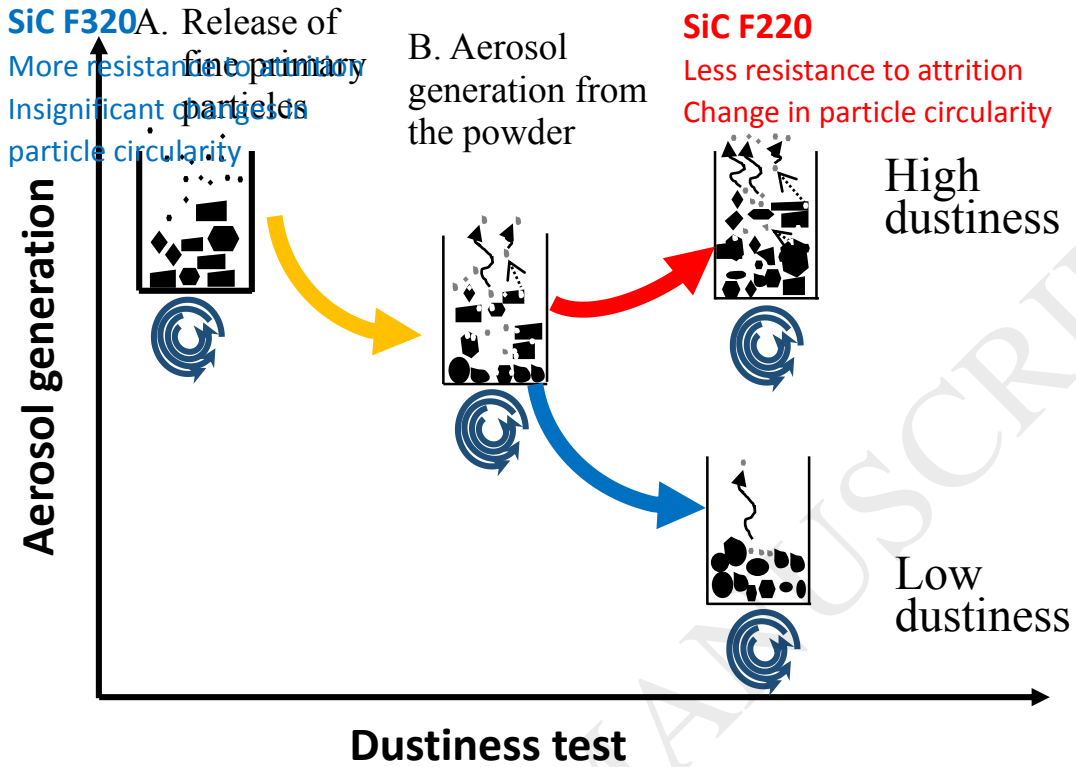 SiC F320
More resistance to attrition
Insignificant changes in
particle circularity
A. Release of
fine primary
particles
B. Aerosol
generation from
the powder
SiC F220
Less resistance to attrition
Change in particle circularity
High
dustiness
Low
dustiness
Aerosol generation
Dustiness test
MANUSCRI